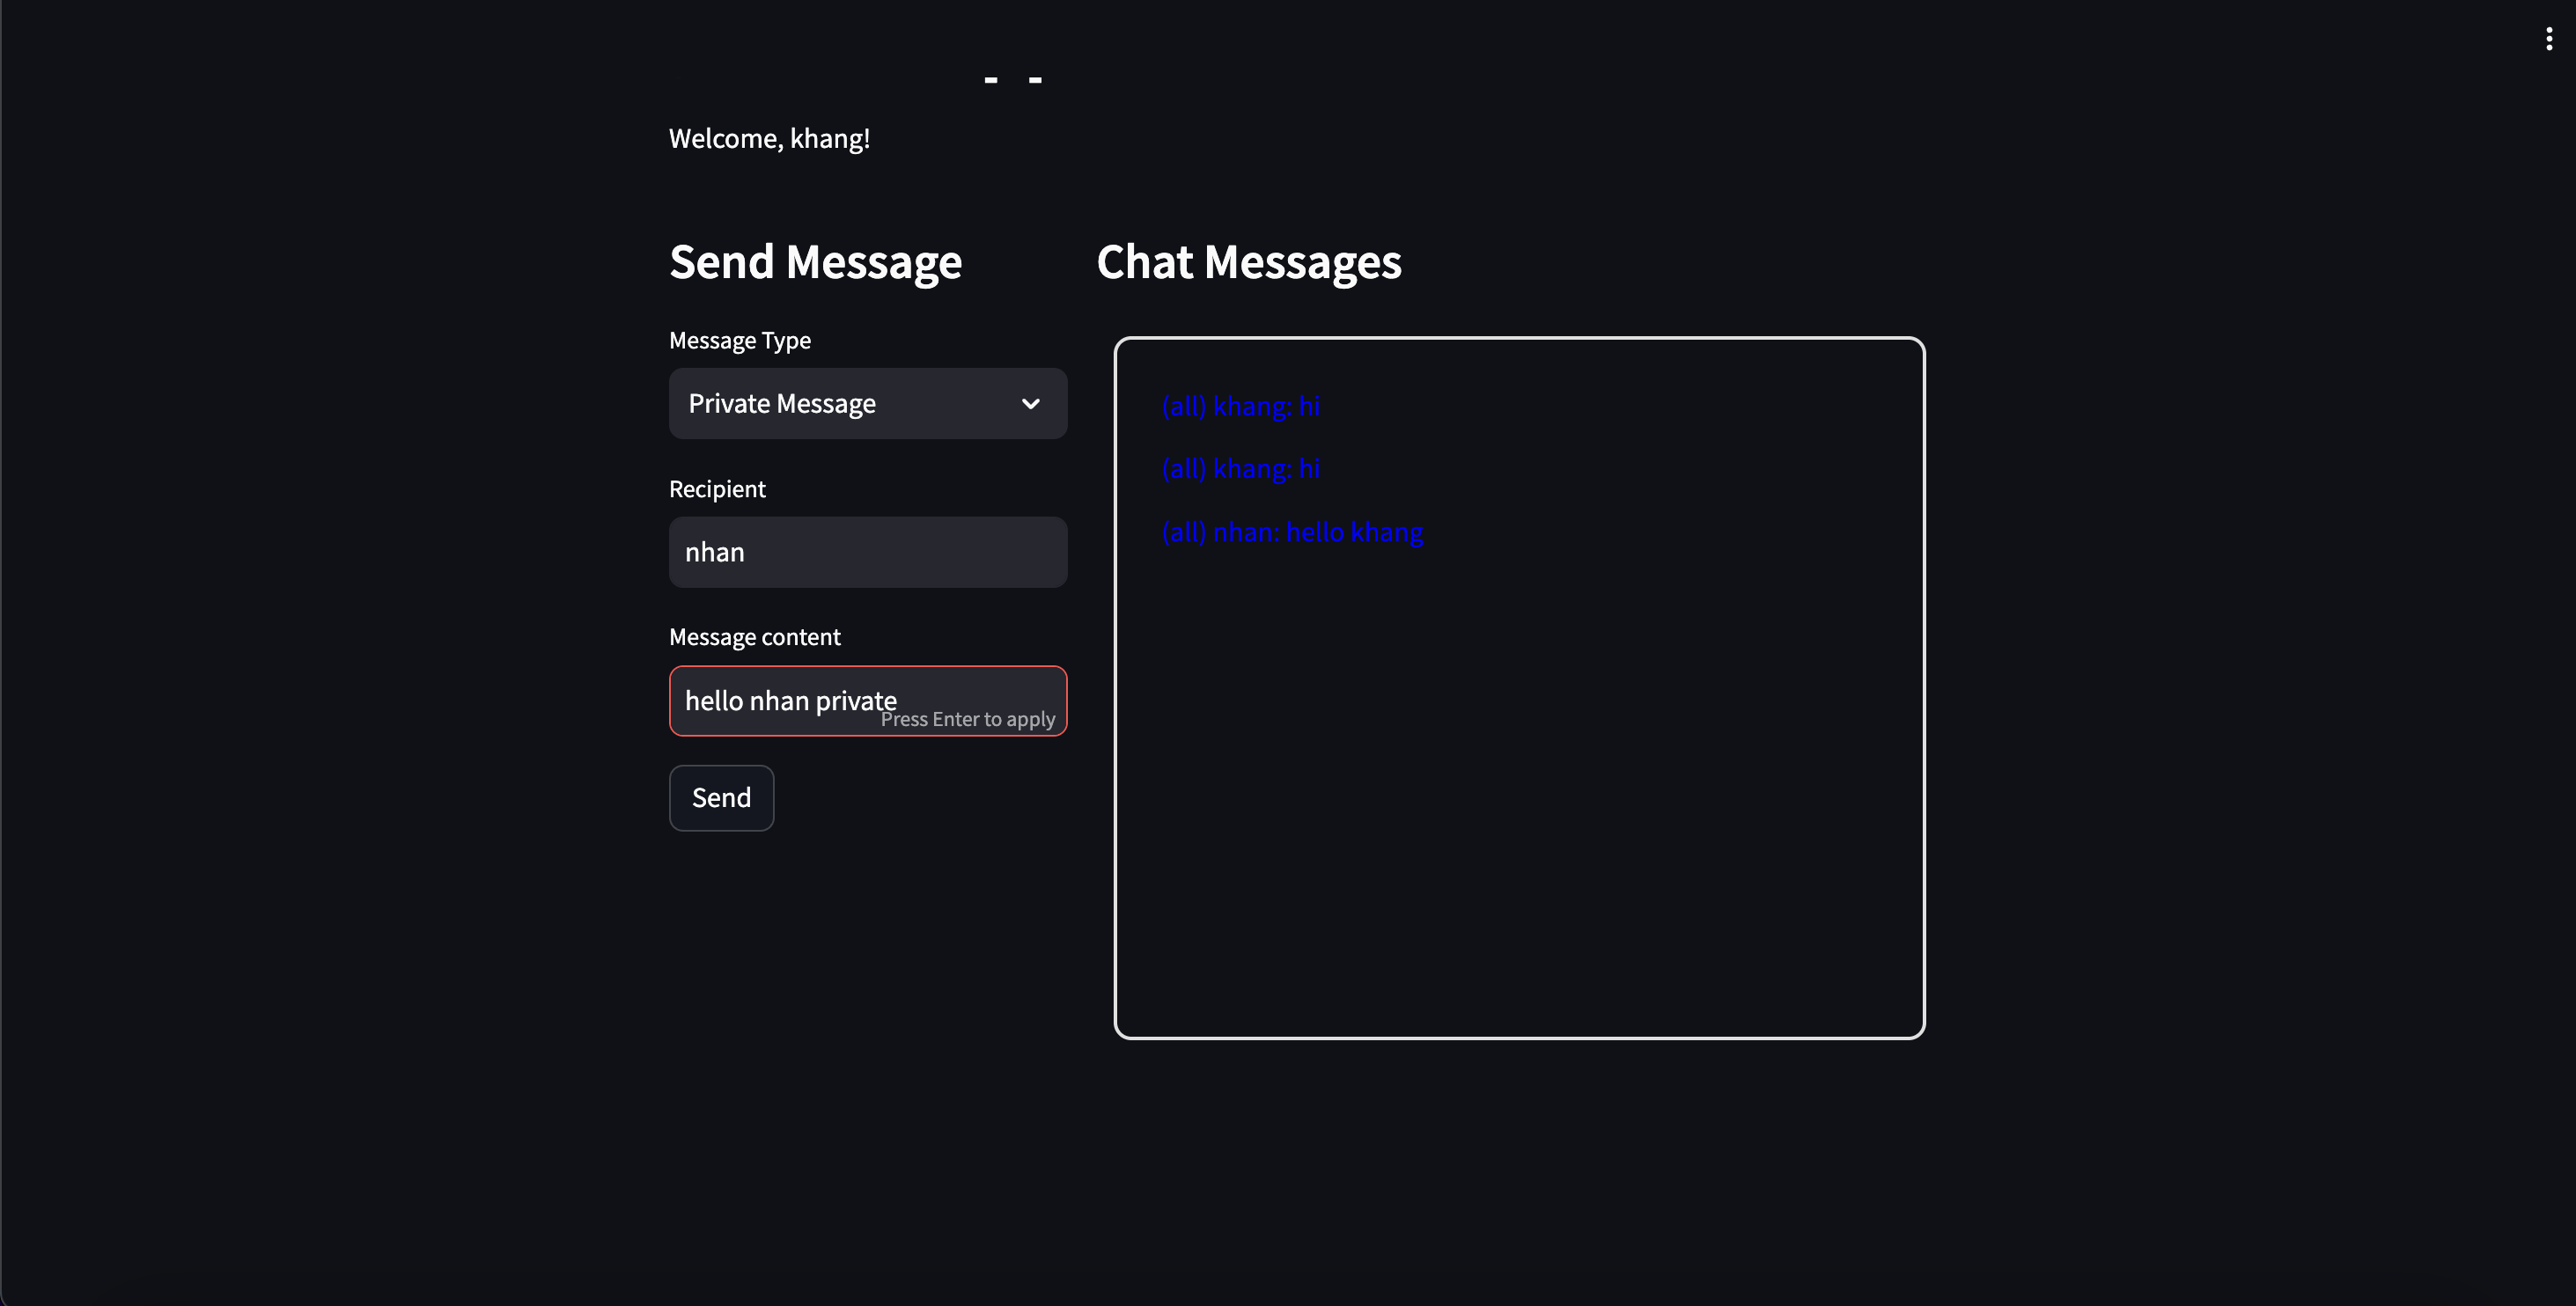 Welcome, khang!
Send Message
Message Type
Private Message
Recipient
nhan
Message content
hello nhan private
Press Enter to apply
Send
Chat Messages
(all) khang: hi
(all) khang: hi
(all) nhan: hello khang